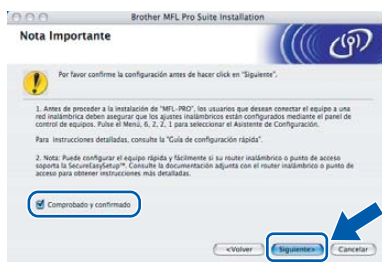 Brother MFL Pro Suite Installation
Nota Importante
Por favor confirme la configuración antes de hacer click en "Siguiente".
1. Antes de proceder a la instalación de "MFL-PRO", los usuarios que desean conectar el equipo a una
red inalámbrica deben asegurar que los ajustes inalámbricos están configurados mediante el panel de
control de equipos. Pulse el Menú, 6, 2, 2, 1 para seleccionar el Asistente de Configuración.
Para instrucciones detalladas, consulte la "Guía de configuración rápida".
2. Nota: Puede configurar el equipo rápida y fácilmente si su router inalámbrico o punto de acceso
soporta la SecureEasySetup™. Consulte la documentación adjunta con el router inalámbrico o punto de
acceso para obtener instrucciones más detalladas.
Comprobado y confirmado
<Volver Siguiente> Cancelar